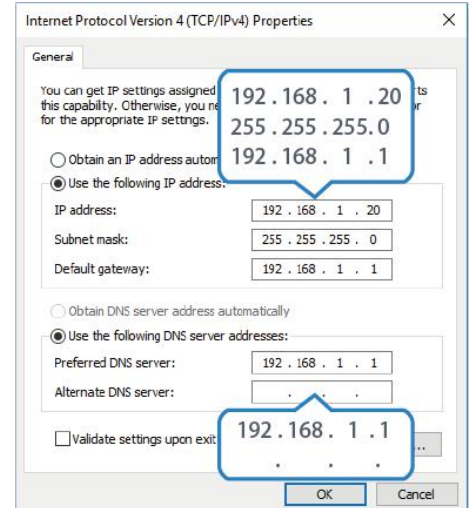 Internet Protocol Version 4 (TCP/IPv4) Properties
General
You can get IP settings assigned
rts
this capability. Otherwise, you ne
r
for the appropriate IP settings.
192.168. 1 .20
255.255.255.0
192.168. 1 .1
Obtain an IP address autom
Use the following IP address:
IP address: 192 . 168 . 1 . 20
Subnet mask: 255 . 255 . 255 . 0
Default gateway: 192 . 168 . 1 . 1
Obtain DNS server address automatically
Use the following DNS server addresses:
Preferred DNS server: 192 . 168 . 1 . 1
Alternate DNS server: . . .
192.168. 1 .1
. . .
Validate settings upon exit
...
OK Cancel